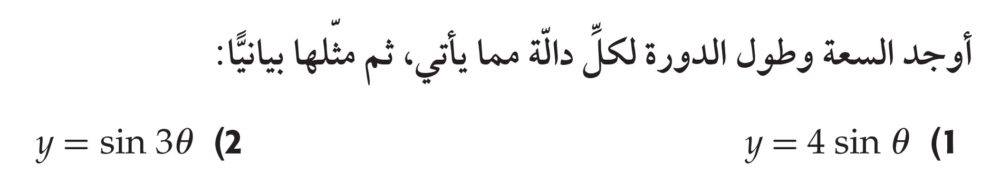 أوجد السعة وطول الدورة لكلِّ دالّة مما يأتي، ثم مثّلها بيانيًّا:
1) y = 4 sin θ 2) y = sin 3θ